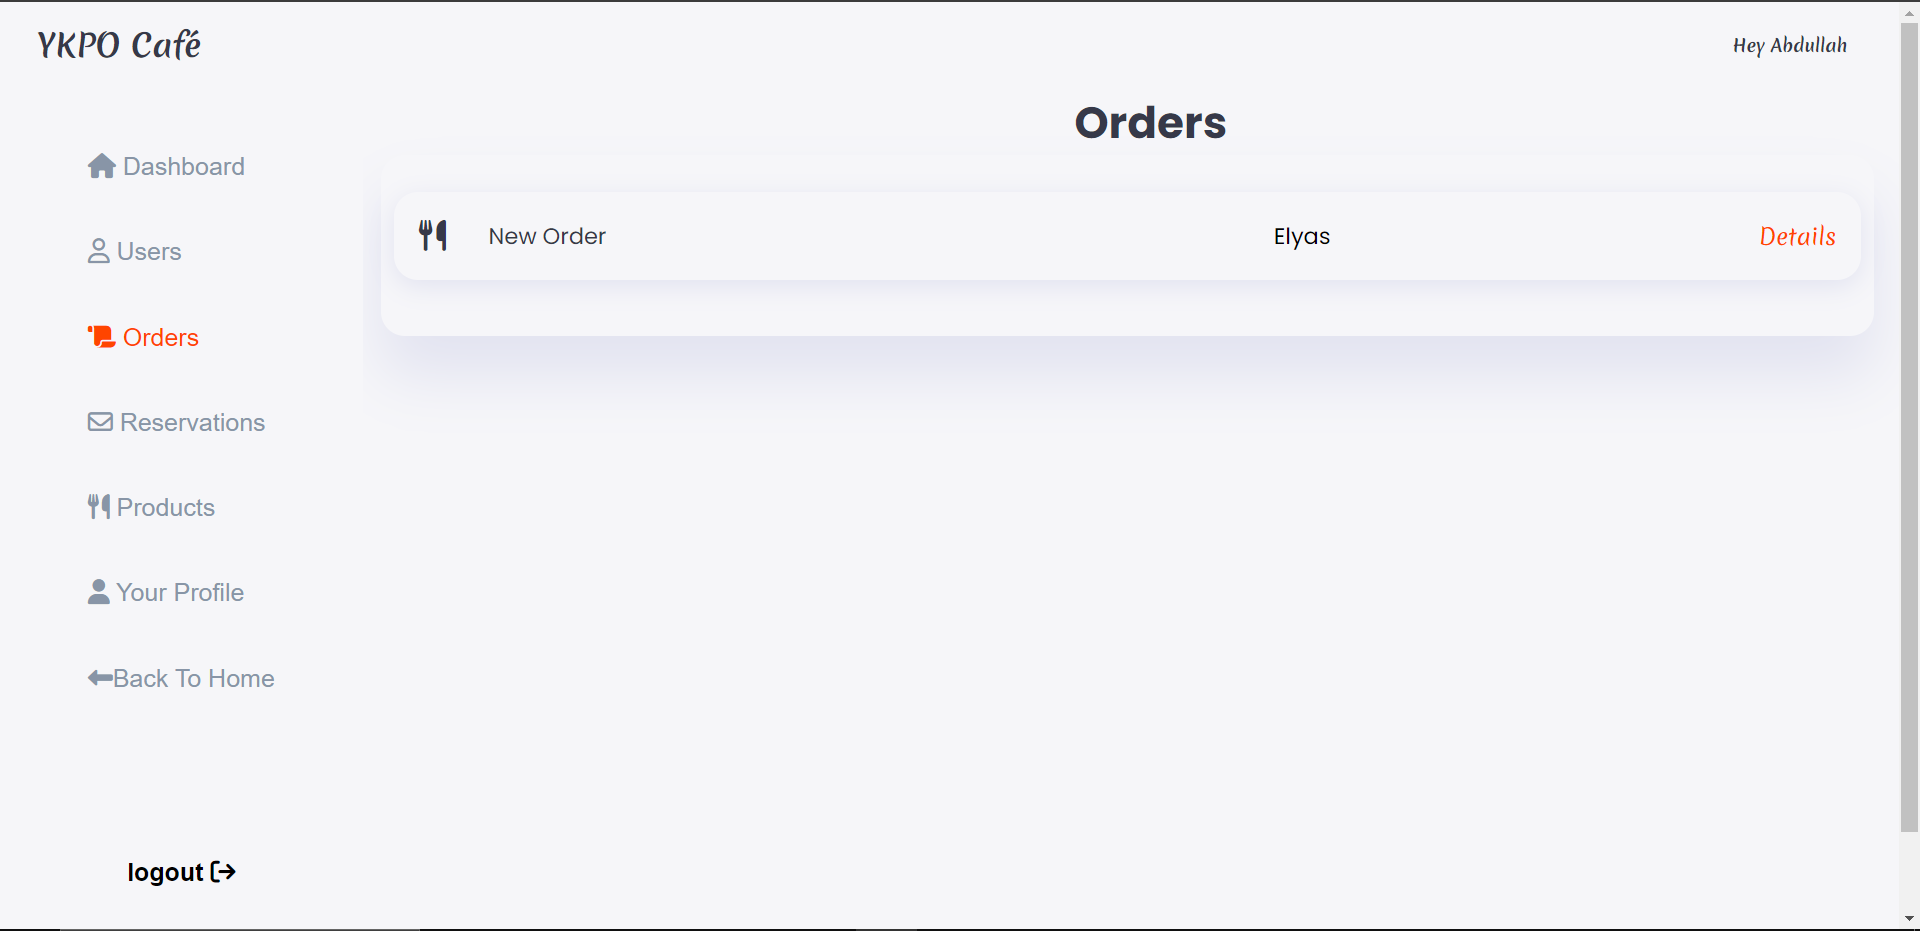 YKPO Café
Hey Abdullah
Orders
Dashboard
Users
Orders
Reservations
Products
Your Profile
Back To Home
logout
New Order
Elyas
Details